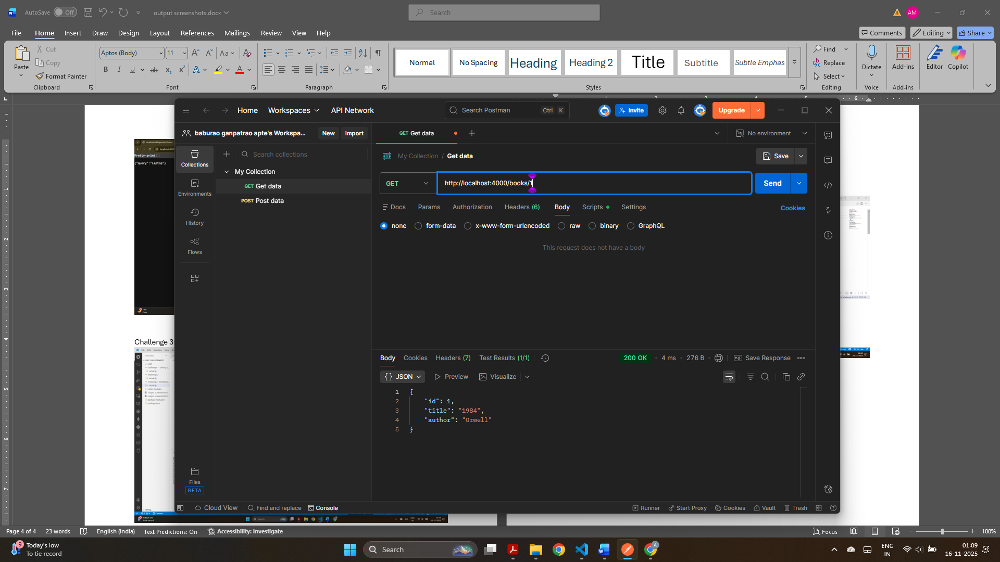 AutoSave Off output screenshots.docx Search AM
File Home Insert Draw Design Layout References Mailings Review View Help Comments Editing Share
Paste Cut Copy Format Painter Clipboard
Aptos (Body) 11 Font
Paragraph
Normal No Spacing Heading Heading 2 Title Subtitle Subtle Emphas Styles
Find Replace Select Editing
Dictate Voice
Add-ins Add-ins
Editor Copilot
Home Workspaces API Network Search Postman Ctrl K Invite Upgrade
baburao ganpatrao apte's Workspa... New Import GET Get data No environment
Collections Search collections HTTP My Collection / Get data Save
My Collection
GET Get data
POST Post data
Environments
History
Flows
Files
BETA
GET http://localhost:4000/books/1 Send
Docs Params Authorization Headers (6) Body Scripts Settings Cookies
none form-data x-www-form-urlencoded raw binary GraphQL
This request does not have a body
Body Cookies Headers (7) Test Results (1/1) 200 OK 4 ms 276 B Save Response
{} JSON Preview Visualize
1 {
2 "id": 1,
3 "title": "1984",
4 "author": "Orwell"
5 }
Cloud View Find and replace Console Runner Start Proxy Cookies Vault Trash
Pretty-print
{"query":"Laptop"}
Challenge 3:
Page 4 of 4 23 words English (India) Text Predictions: On Accessibility: Investigate Focus 100%
9 Today's low
To tie record
Search
ENG
IN
01:09
16-11-2025